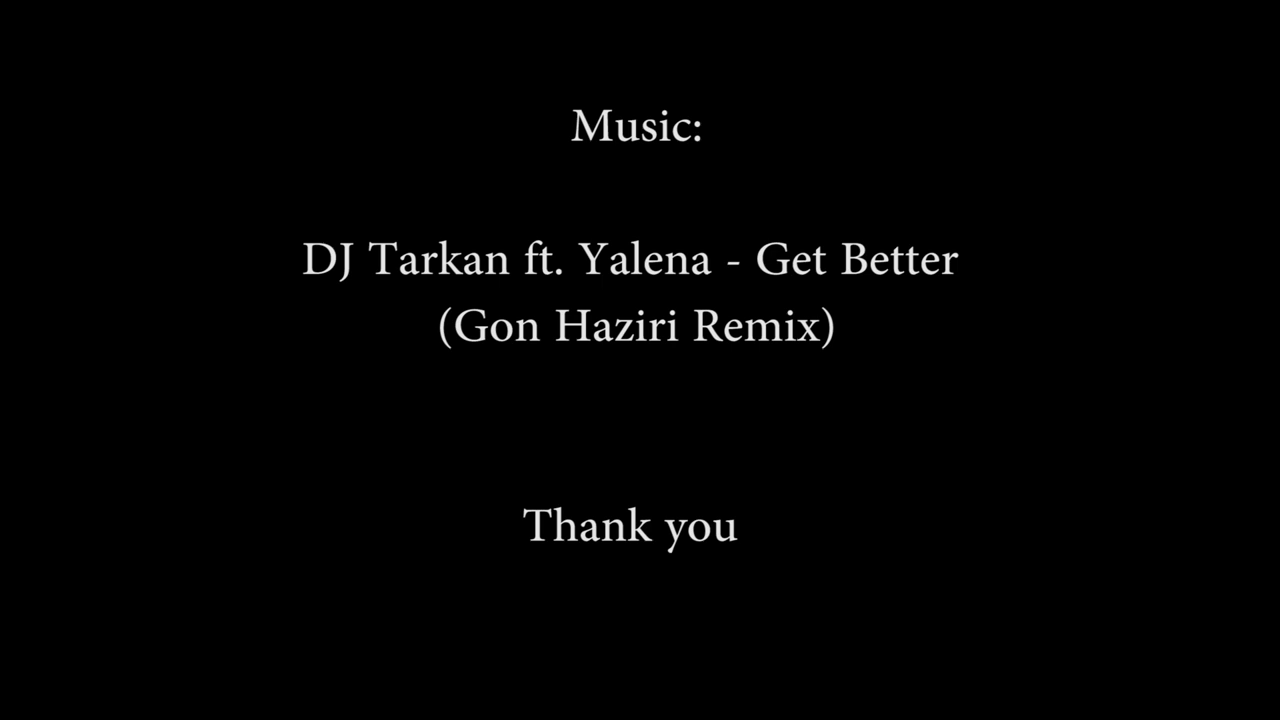 Music:
DJ Tarkan ft. Yalena - Get Better
(Gon Haziri Remix)
Thank you